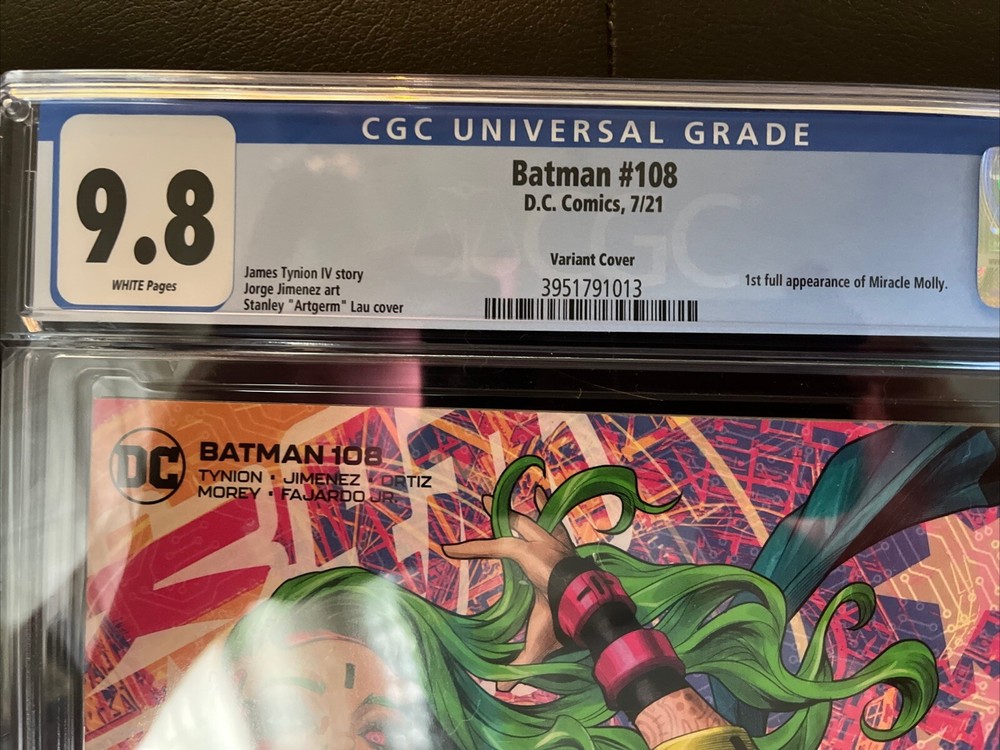 CGC UNIVERSAL GRADE
9.8
WHITE Pages
Batman #108
D.C. Comics, 7/21
Variant Cover
3951791013
James Tynion IV story
Jorge Jimenez art
Stanley "Artgerm" Lau cover
1st full appearance of Miracle Molly.
CGC
DC
BATMAN 108
TYNION · JIMENEZ · ORTIZ
MOREY · FAJARDO JR.